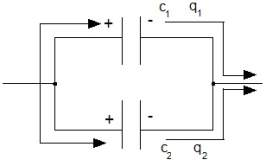 + - c₁ q₁
+ -
c₂ q₂